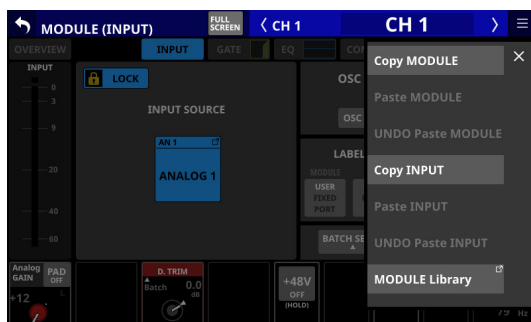 MODULE (INPUT)
FULL
SCREEN
CH 1
CH 1
OVERVIEW
INPUT
GATE
EQ
INPUT
0
3
9
20
40
60
LOCK
INPUT SOURCE
AN 1
ANALOG 1
OSC
OSC
LABEL
MODULE
USER
FIXED
PORT
BATCH SE
Copy MODULE
Paste MODULE
UNDO Paste MODULE
Copy INPUT
Paste INPUT
UNDO Paste INPUT
MODULE Library
Analog
GAIN
PAD
OFF
+12
L
D. TRIM
Batch
0.0
dB
+48V
OFF
(HOLD)
79 Hz